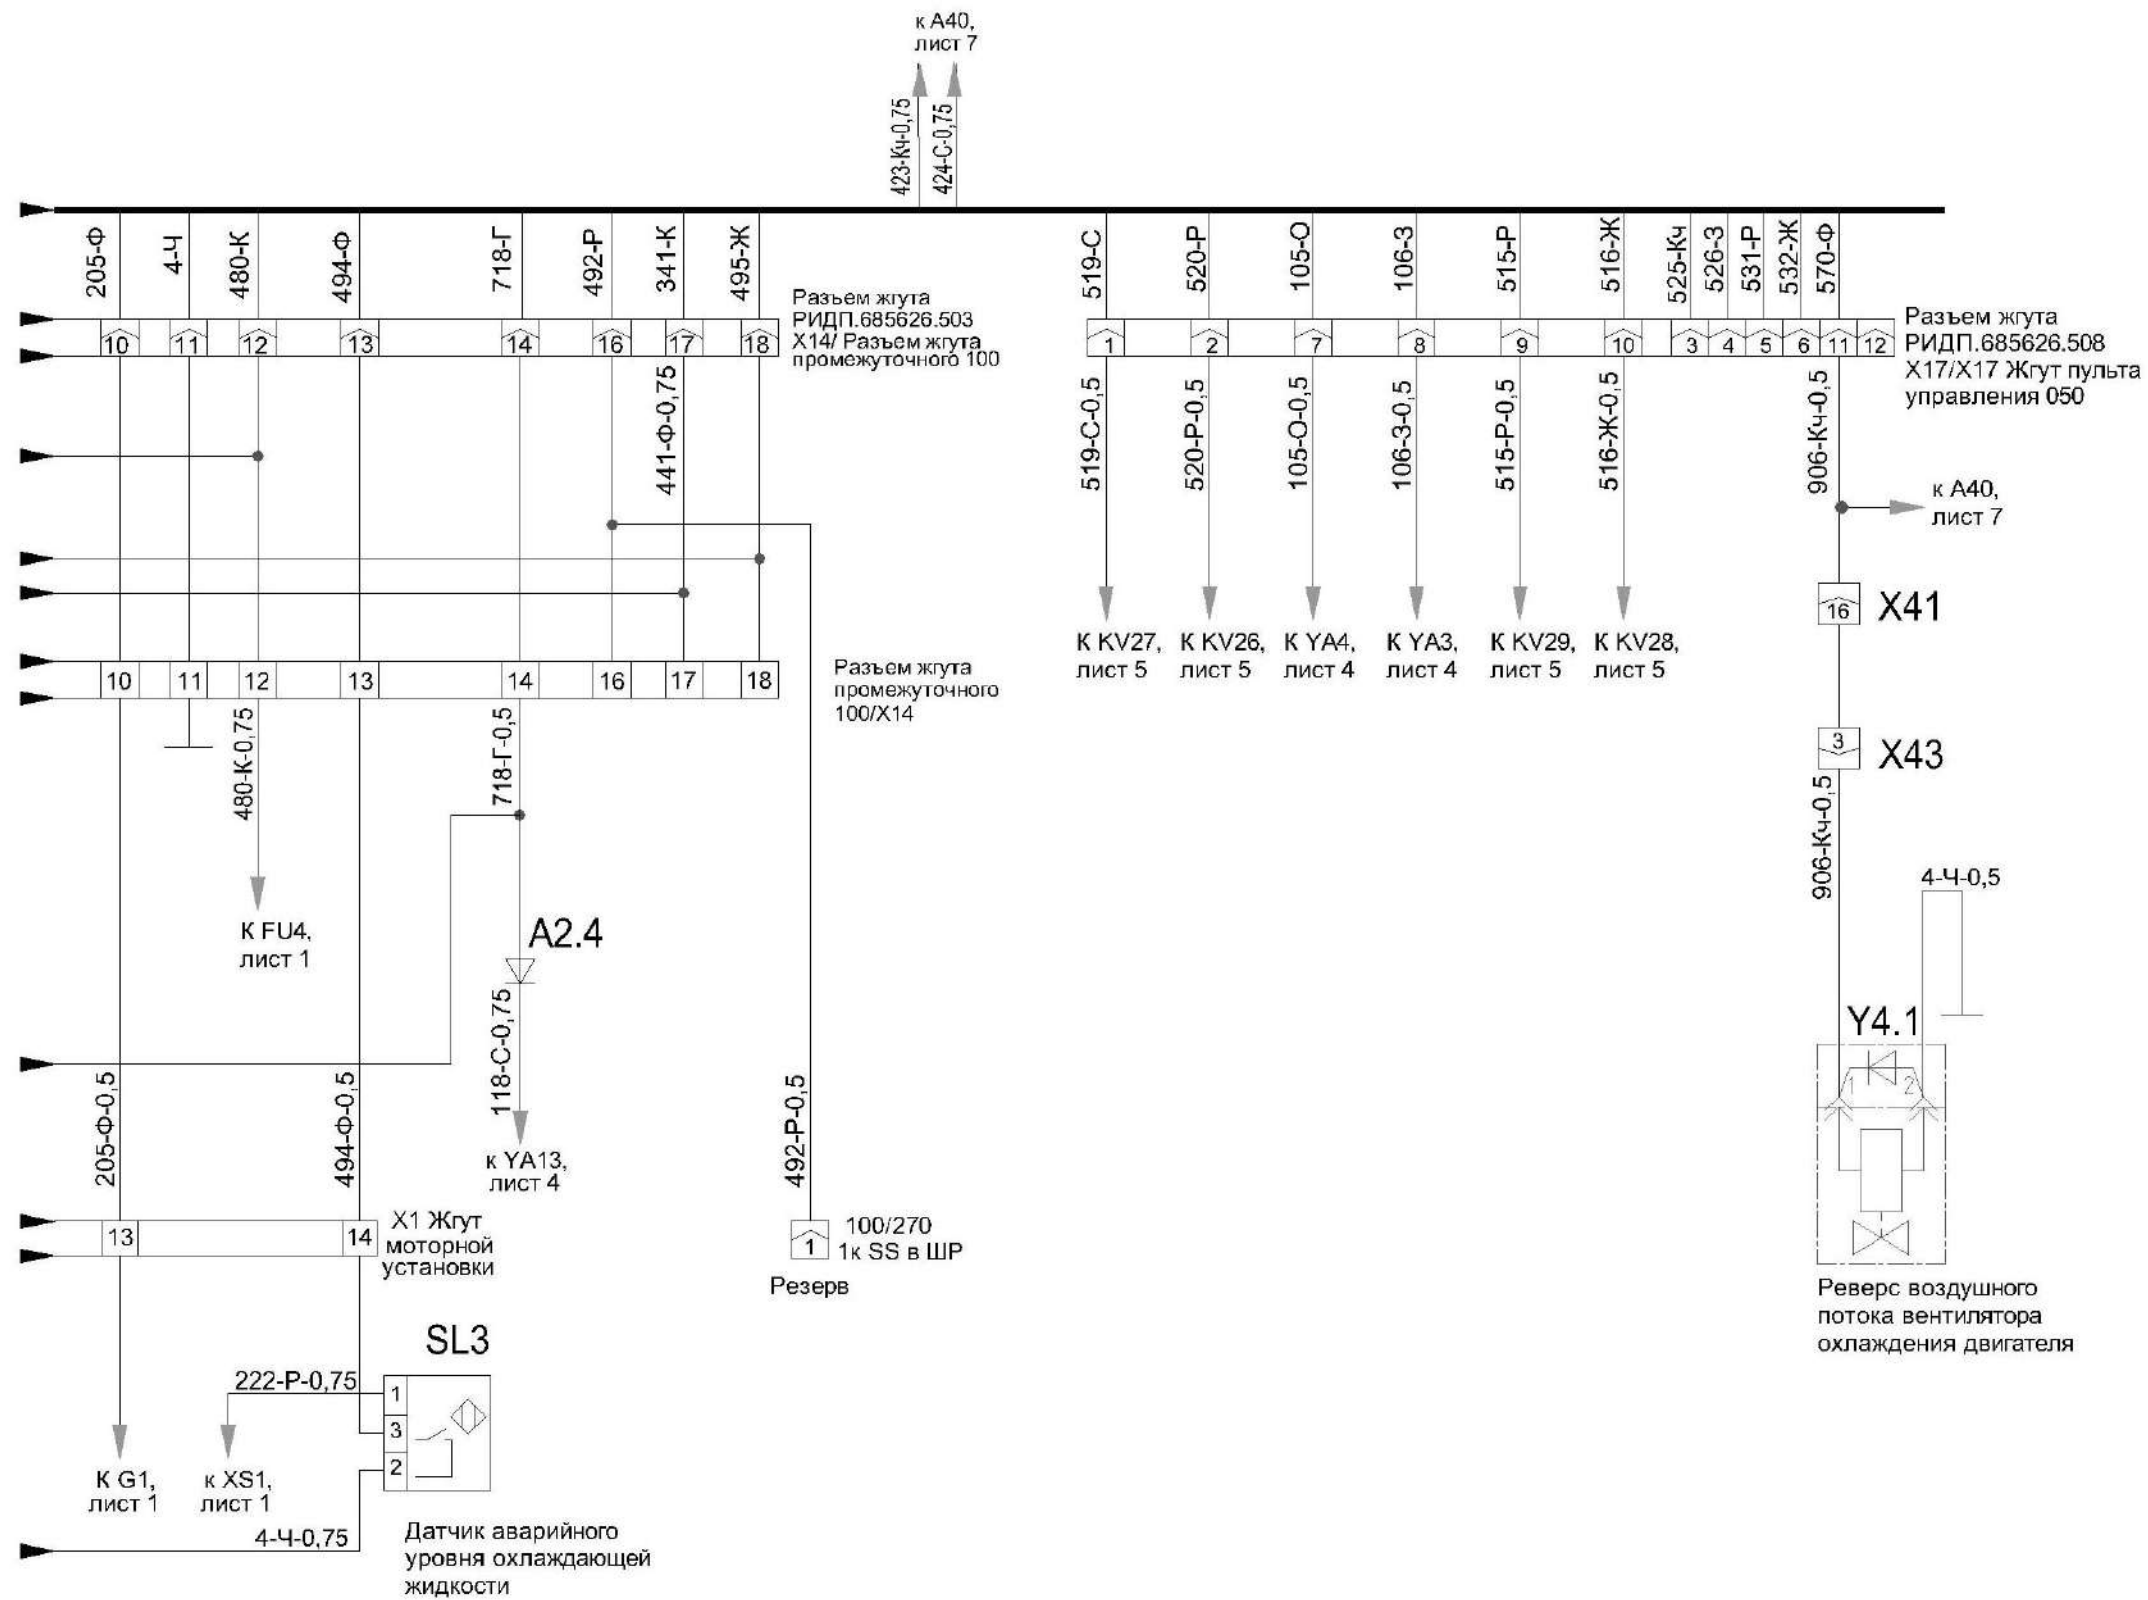 к А40,
лист 7
423-Кч-0,75
424-С-0,75
205-Ф
4-Ч
480-К
494-Ф
718-Г
492-Р
341-К
495-Ж
519-С
520-Р
105-О
106-З
515-Р
516-Ж
525-Кч
526-З
531-Р
532-Ж
570-Ф
10
11
12
13
14
16
17
18
Разъем жгута
РИДП.685626.503
Х14/ Разъем жгута
промежуточного 100
1
2
7
8
9
10
3
4
5
6
11
12
Разъем жгута
РИДП.685626.508
Х17/Х17 Жгут пульта
управления 050
441-Ф-0,75
519-С-0,5
520-Р-0,5
105-О-0,5
106-З-0,5
515-Р-0,5
516-Ж-0,5
906-Кч-0,5
к А40,
лист 7
16
Х41
К KV27,
лист 5
К KV26,
лист 5
К YA4,
лист 4
К YA3,
лист 4
К KV29,
лист 5
К KV28,
лист 5
10
11
12
13
14
16
17
18
Разъем жгута
промежуточного
100/Х14
3
Х43
480-К-0,75
718-Г-0,5
906-Кч-0,5
4-Ч-0,5
К FU4,
лист 1
А2.4
118-С-0,75
Y4.1
1
2
205-Ф-0,5
494-Ф-0,5
492-Р-0,5
к YA13,
лист 4
13
14
Х1 Жгут
моторной
установки
1
100/270
1к SS в ШР
Резерв
Реверс воздушного
потока вентилятора
охлаждения двигателя
SL3
222-Р-0,75
1
3
2
К G1,
лист 1
к XS1,
лист 1
4-Ч-0,75
Датчик аварийного
уровня охлаждающей
жидкости